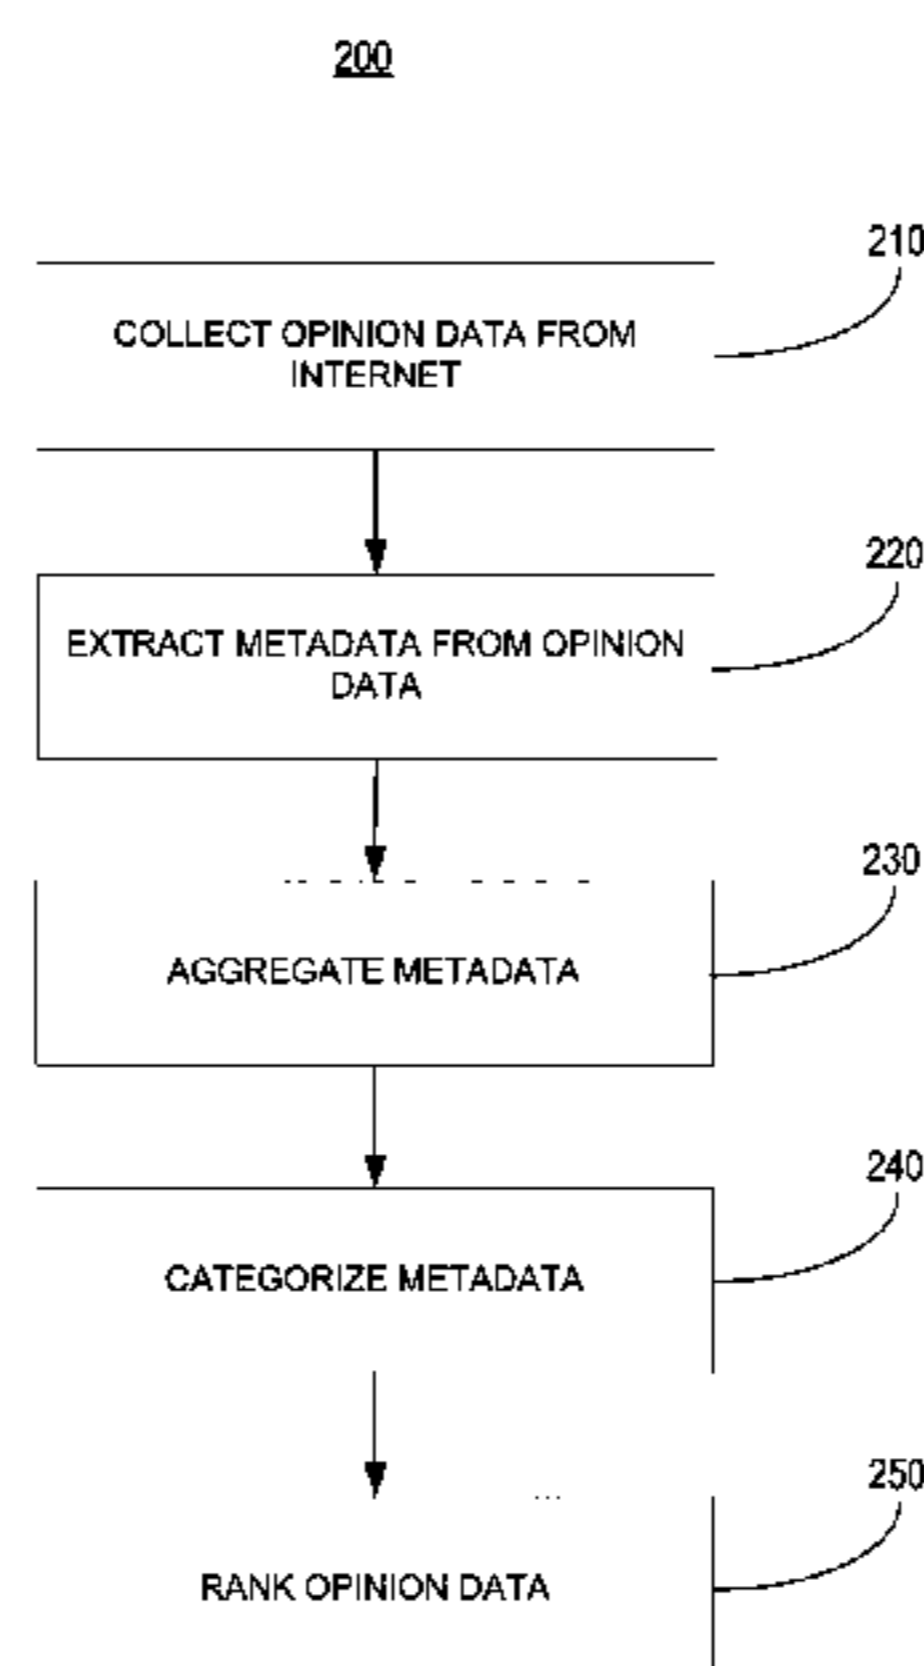 200
210
COLLECT OPINION DATA FROM
INTERNET
220
EXTRACT METADATA FROM OPINION
DATA
230
AGGREGATE METADATA
240
CATEGORIZE METADATA
250
RANK OPINION DATA